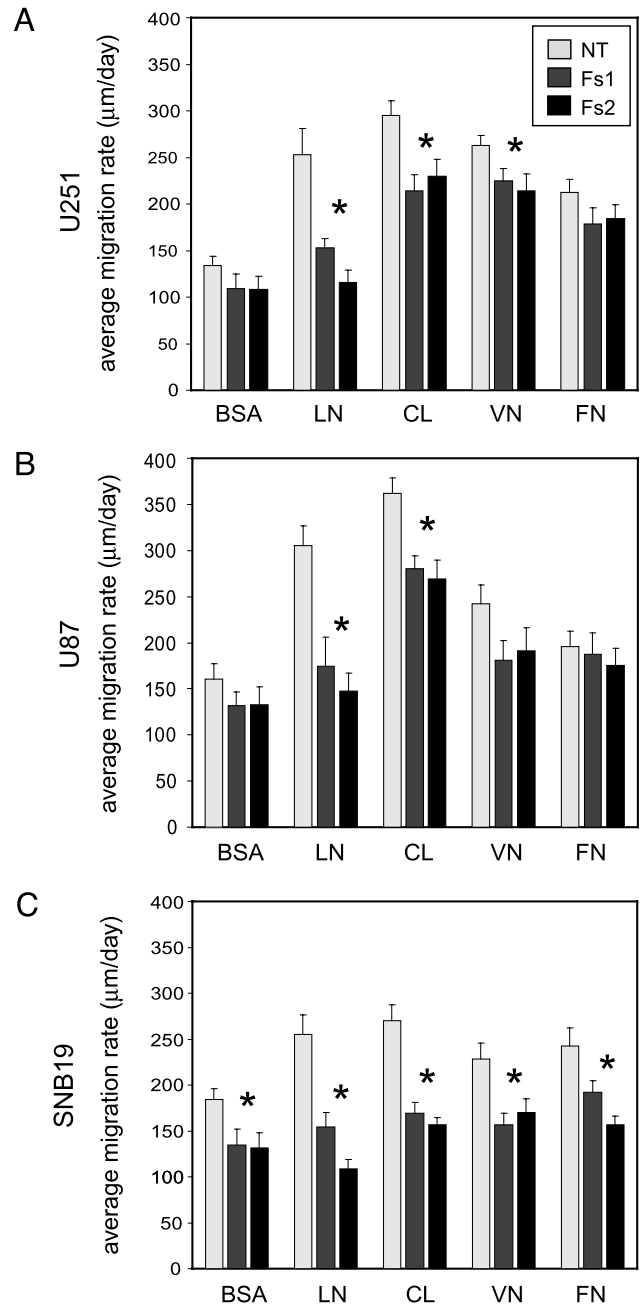 A
U251
average migration rate (μm/day)
400
350
300
250
200
150
100
50
0
NT
Fs1
Fs2
*
*
*
BSA LN CL VN FN
B
U87
average migration rate (μm/day)
400
350
300
250
200
150
100
50
0
*
*
BSA LN CL VN FN
C
SNB19
average migration rate (μm/day)
400
350
300
250
200
150
100
50
0
*
*
*
*
*
BSA LN CL VN FN